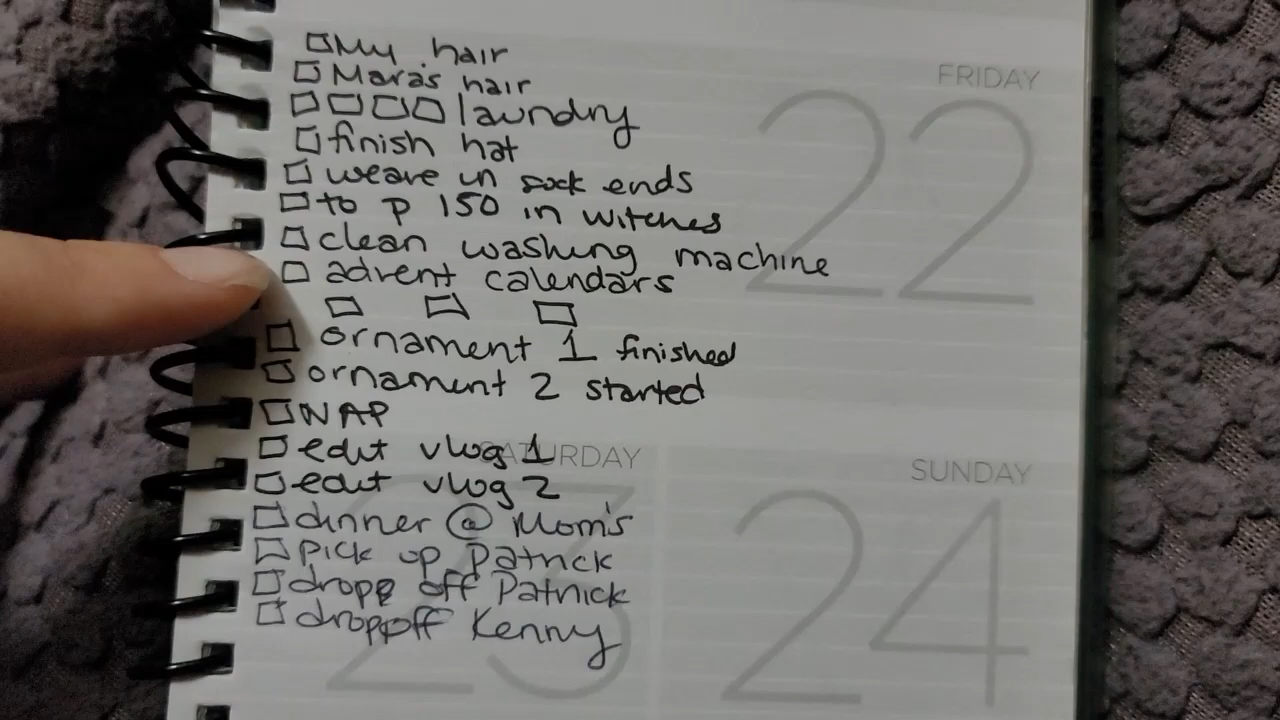 My hair
Mara's hair
laundry
finish hat
weave in sock ends
to p 150 in witches
clean washing machine
advent calendars
ornament 1 finished
ornament 2 started
NAP
edit vlog 1
edit vlog 2
dinner @ Mom's
pick up Patrick
dropp off Patrick
dropoff Kenny
FRIDAY
22
SATURDAY
23
SUNDAY
24